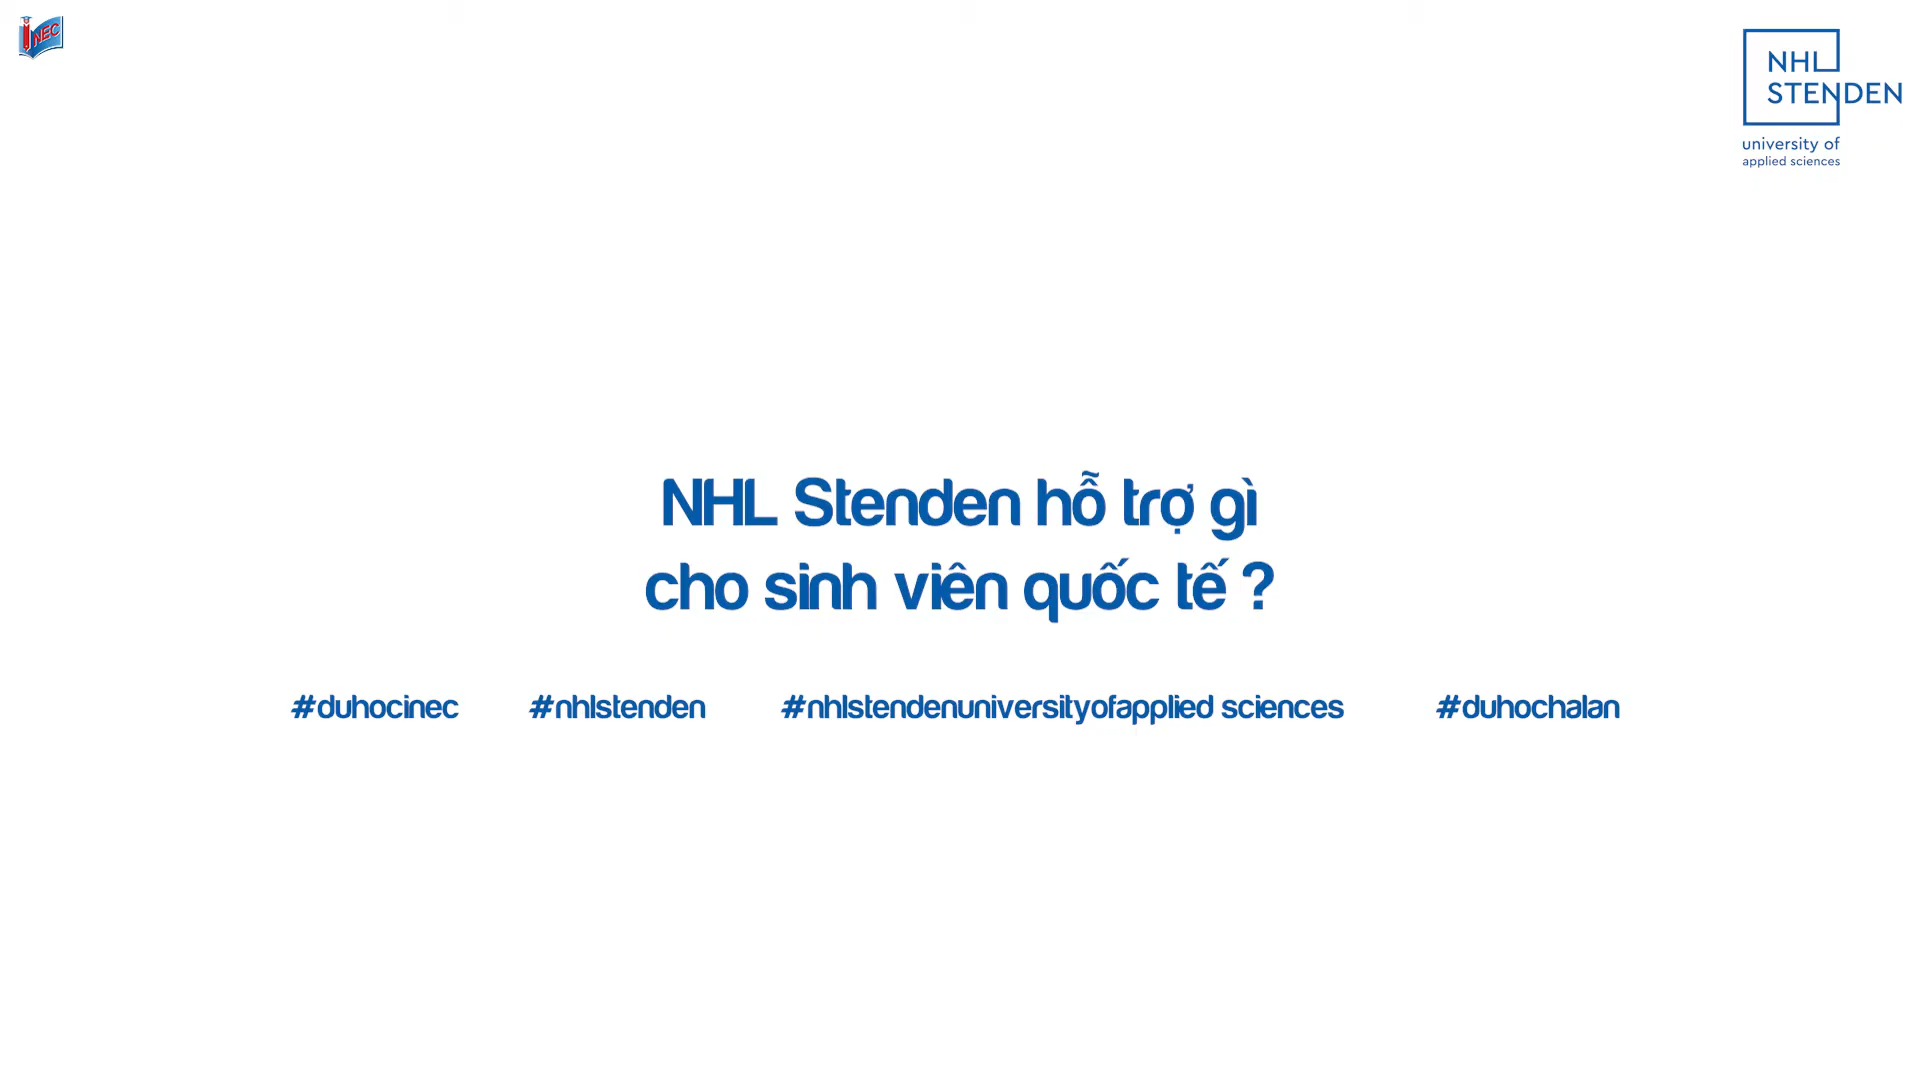 iNEC
NHL
STENDEN
university of
applied sciences
NHL Stenden hỗ trợ gì
cho sinh viên quốc tế ?
#duhocinec #nhlstenden #nhlstendenuniversityofapplied sciences #duhochalan